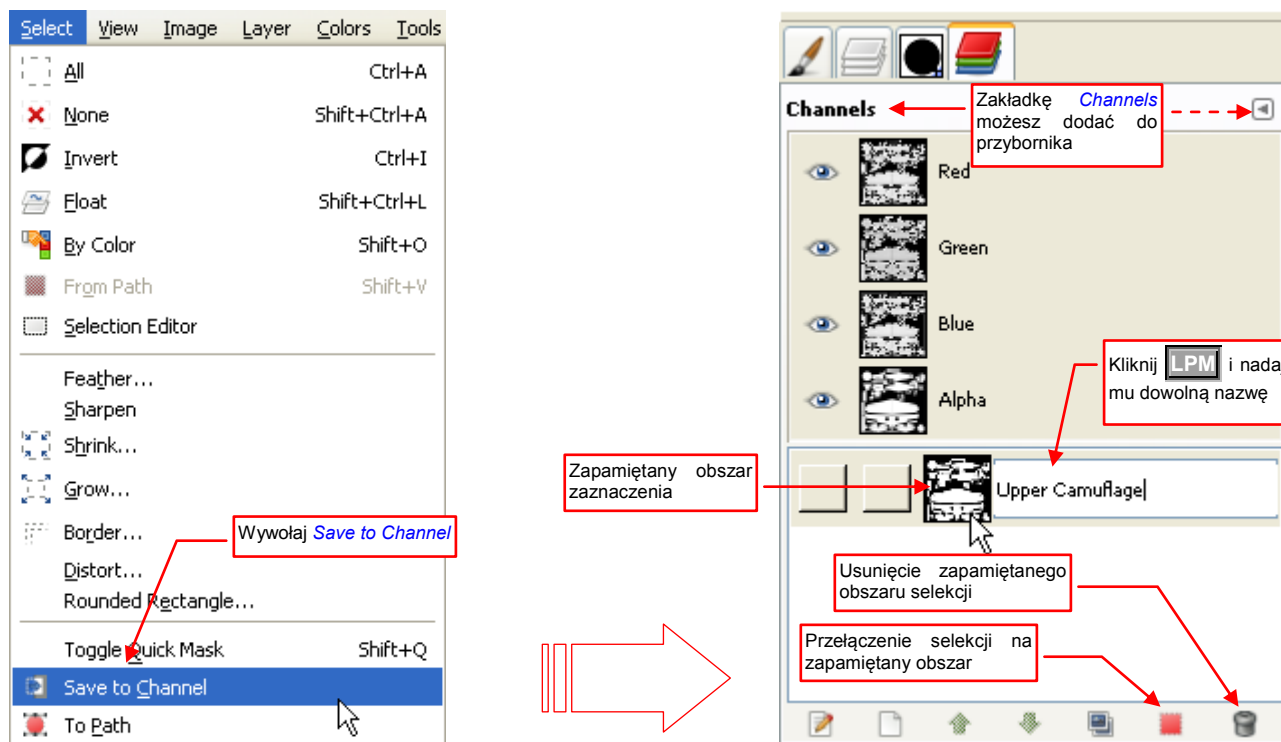 Select View Image Layer Colors Tools
All Ctrl+A
None Shift+Ctrl+A
Invert Ctrl+I
Float Shift+Ctrl+L
By Color Shift+O
From Path Shift+V
Selection Editor
Feather...
Sharpen
Shrink...
Grow...
Border...
Wywołaj Save to Channel
Distort...
Rounded Rectangle...
Toggle Quick Mask Shift+Q
Save to Channel
To Path
Channels
Zakładkę Channels
możesz dodać do
przybornika
Red
Green
Blue
Alpha
Kliknij LPM i nadaj
mu dowolną nazwę
Zapamiętany obszar
zaznaczenia
Upper Camuflage
Usunięcie zapamiętanego
obszaru selekcji
Przełączenie selekcji na
zapamiętany obszar